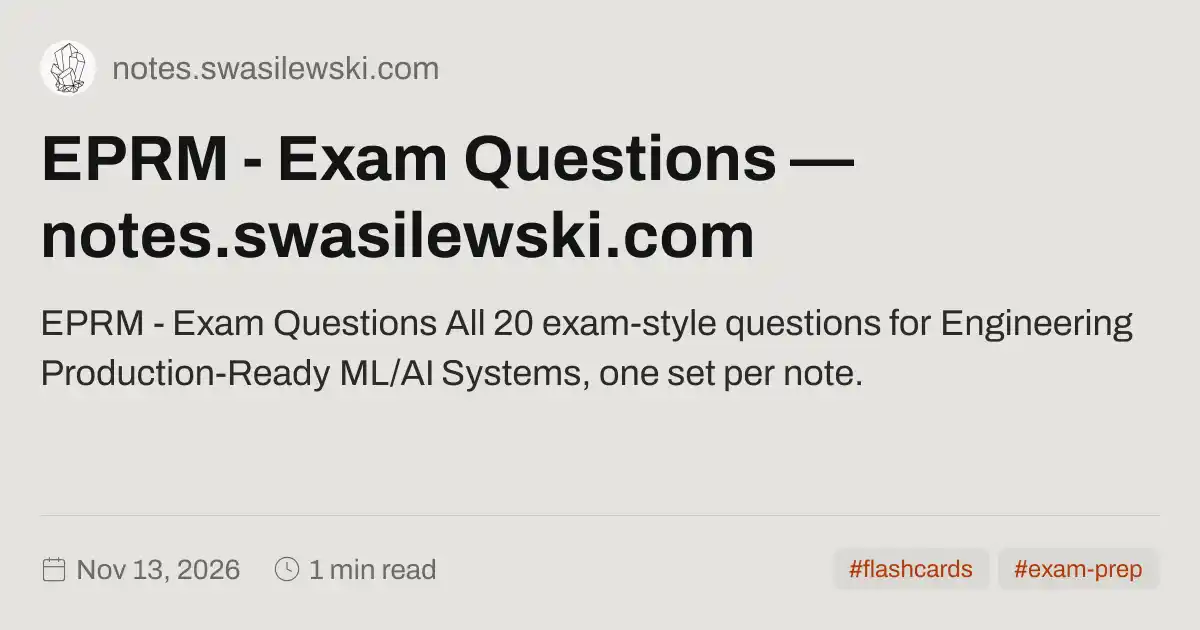 notes.swasilewski.com
EPRM - Exam Questions —
notes.swasilewski.com
EPRM - Exam Questions All 20 exam-style questions for Engineering
Production-Ready ML/AI Systems, one set per note.
Nov 13, 2026 1 min read #flashcards #exam-prep